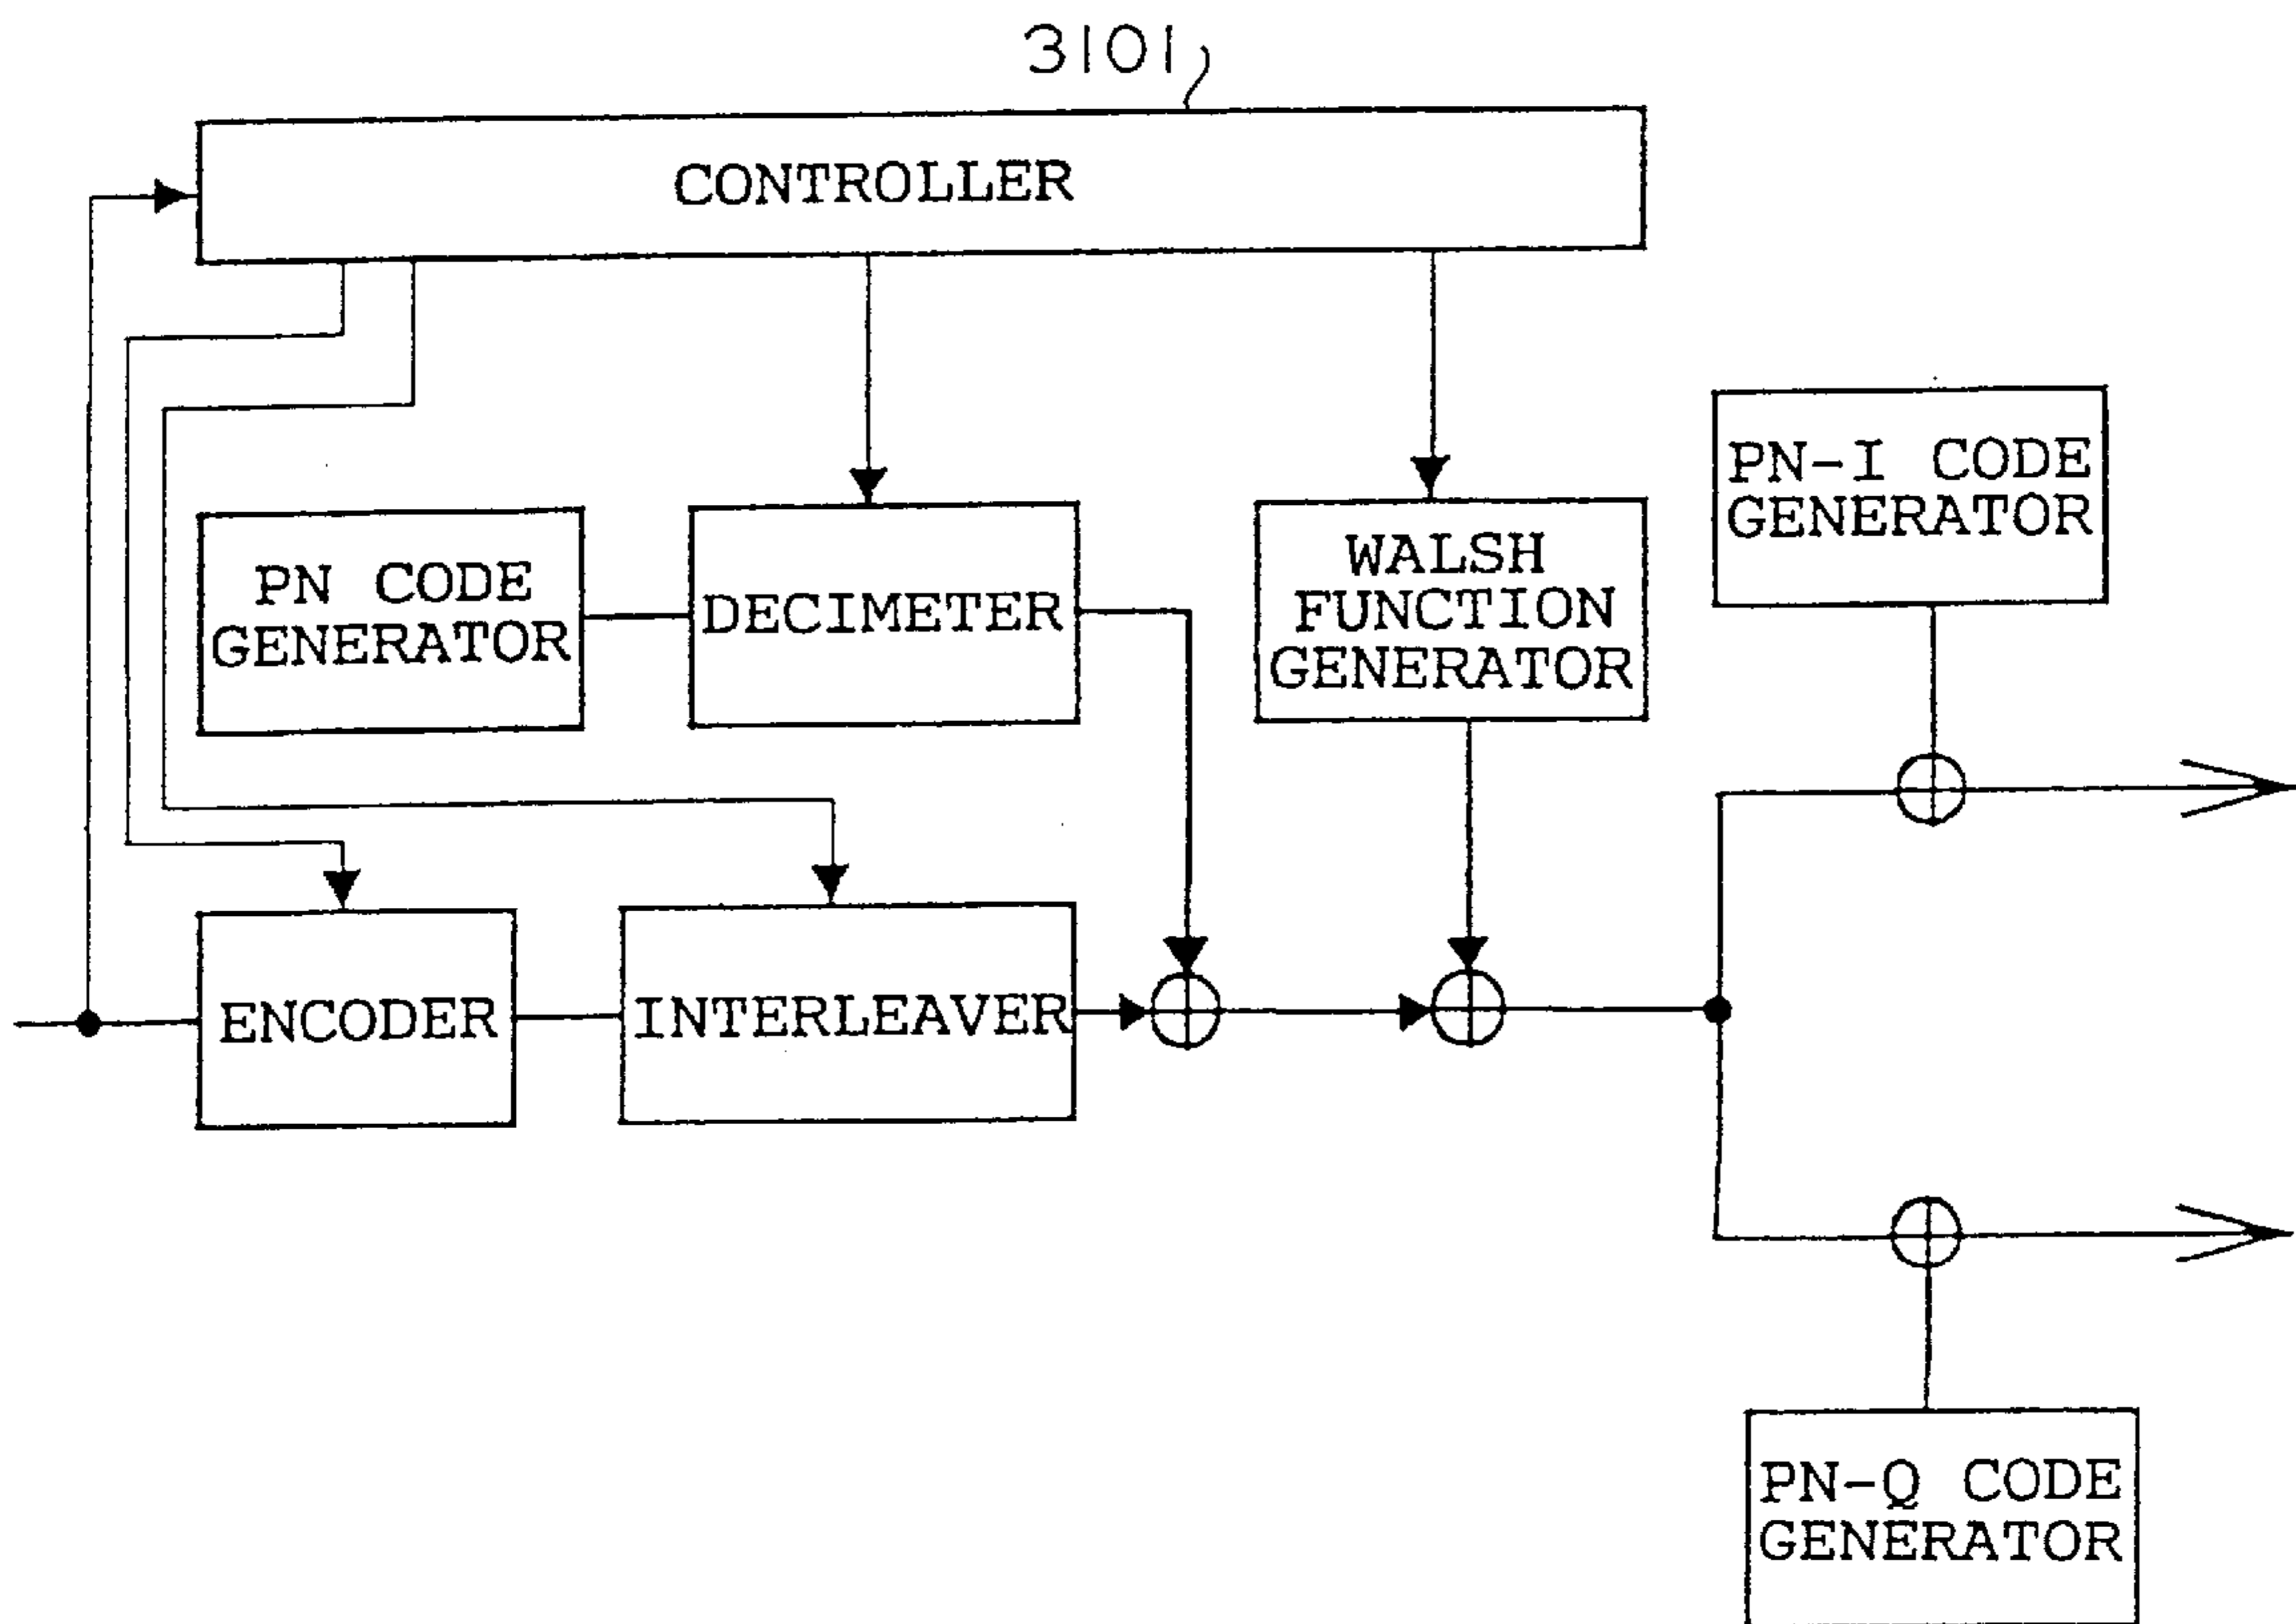 3101
CONTROLLER
PN-I CODE
GENERATOR
PN CODE
GENERATOR
DECIMETER
WALSH
FUNCTION
GENERATOR
ENCODER
INTERLEAVER
PN-Q CODE
GENERATOR